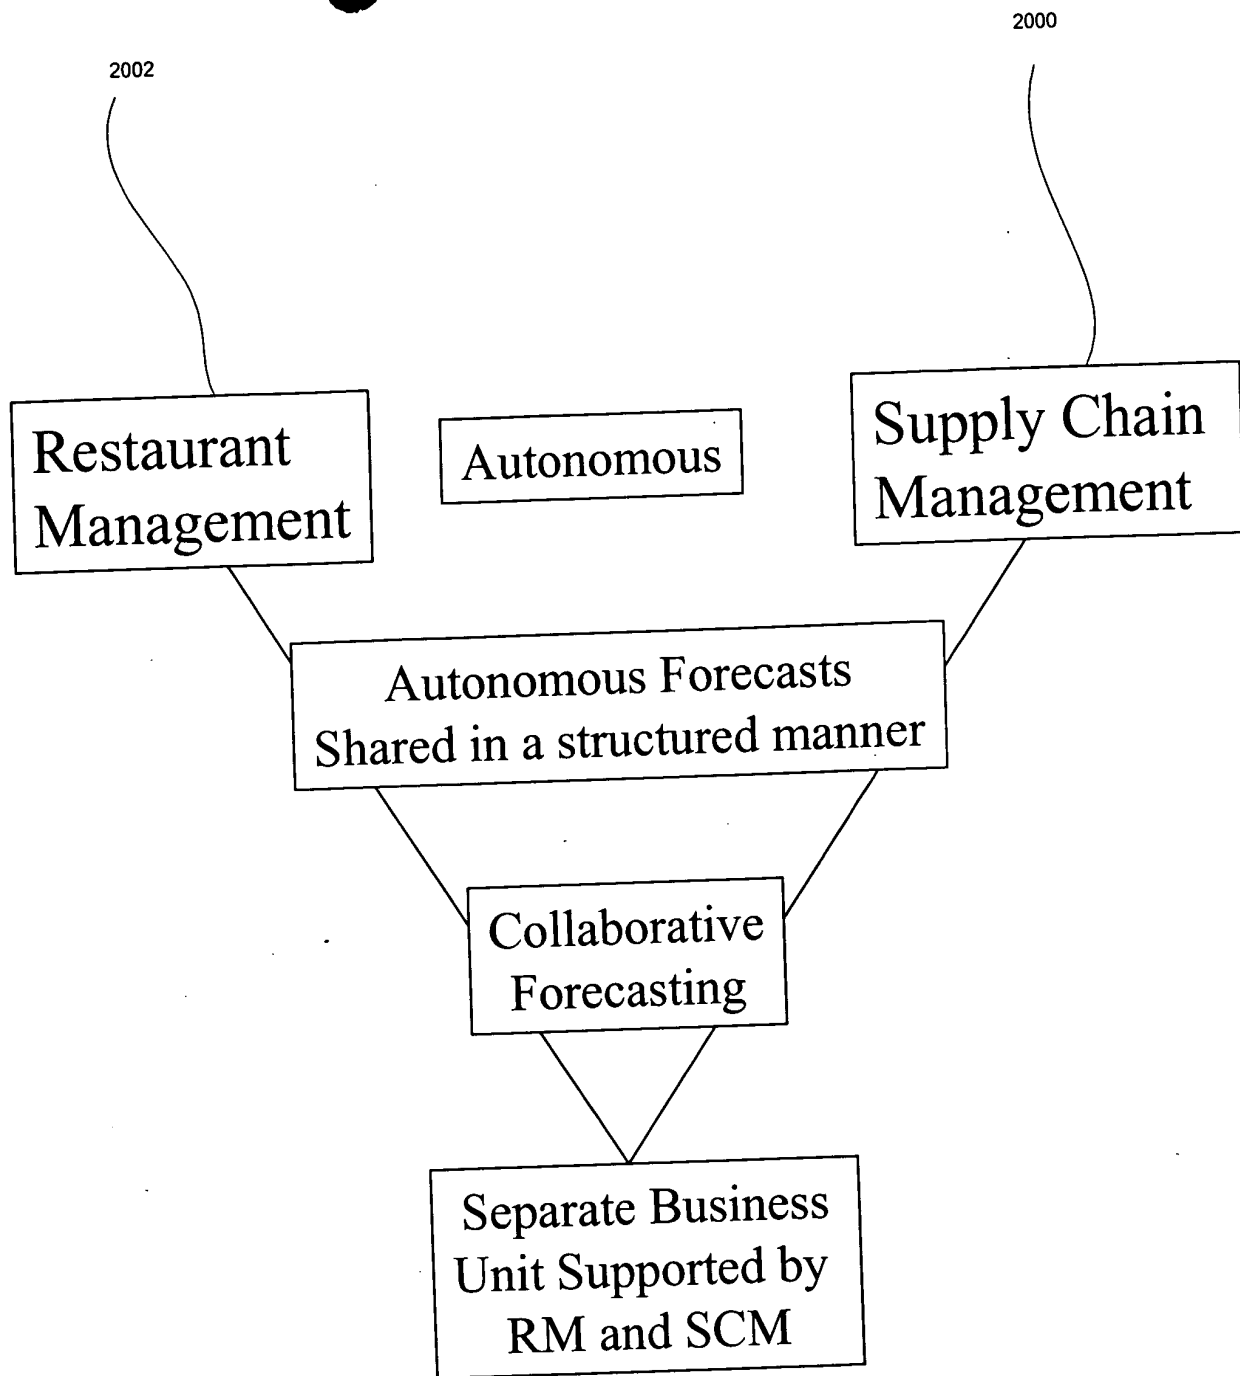 2000
2002
Restaurant
Management
Autonomous
Supply Chain
Management
Autonomous Forecasts
Shared in a structured manner
Collaborative
Forecasting
Separate Business
Unit Supported by
RM and SCM